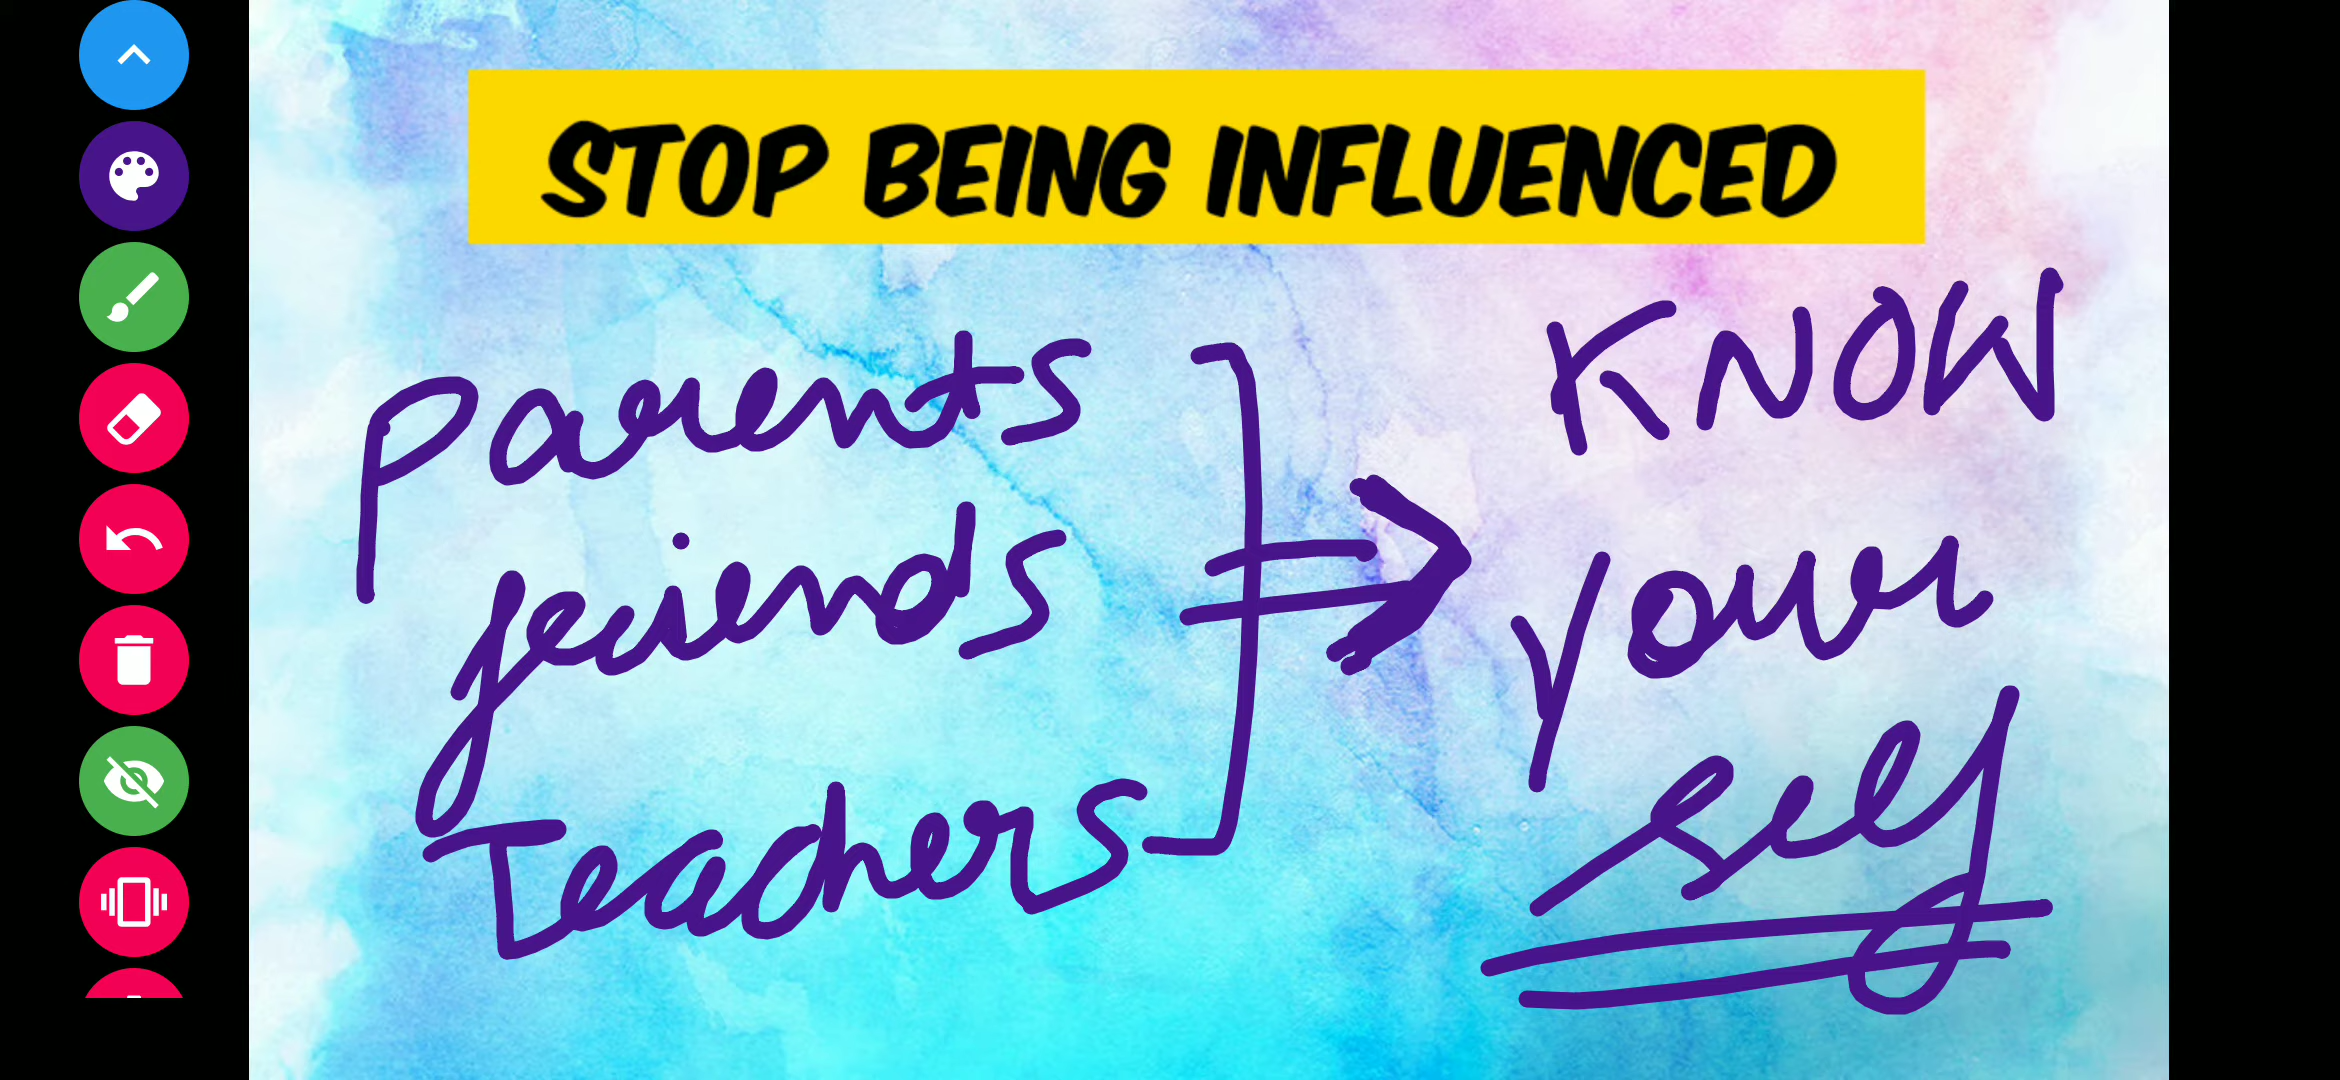 STOP BEING INFLUENCED
Parents
friends
Teachers
KNOW
your
self